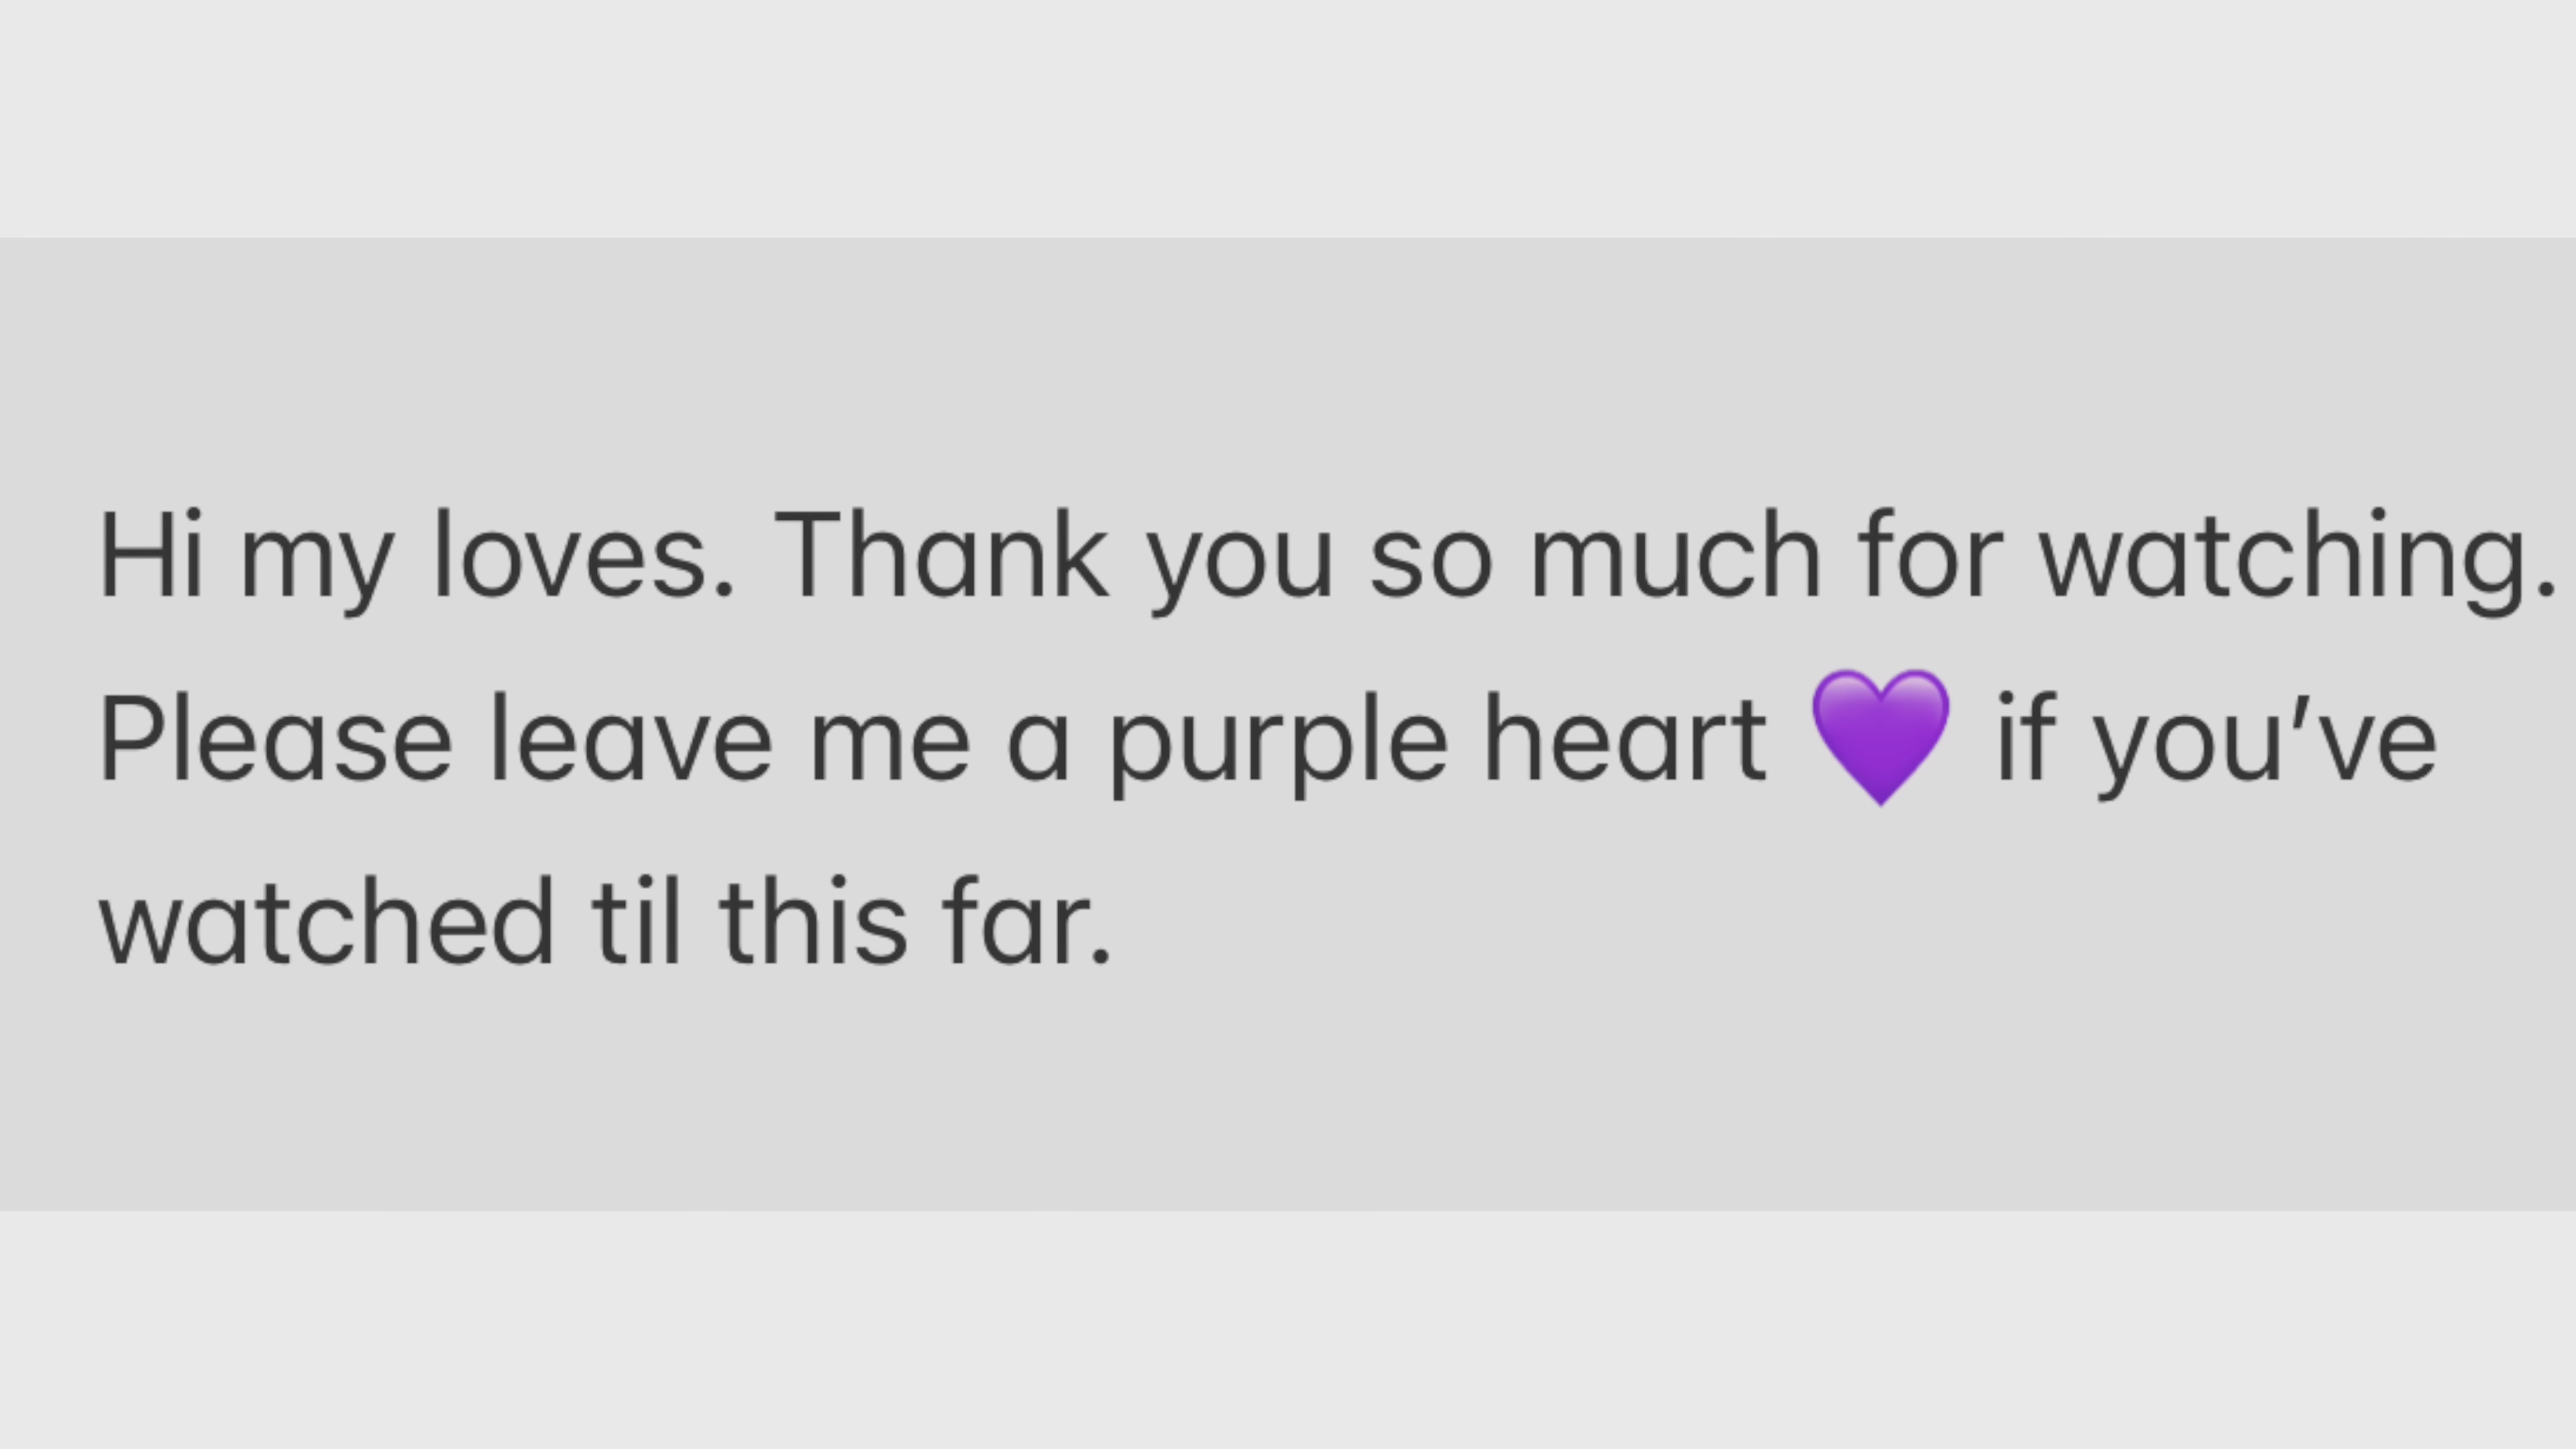 Hi my loves. Thank you so much for watching.
Please leave me a purple heart 💜 if you’ve
watched til this far.